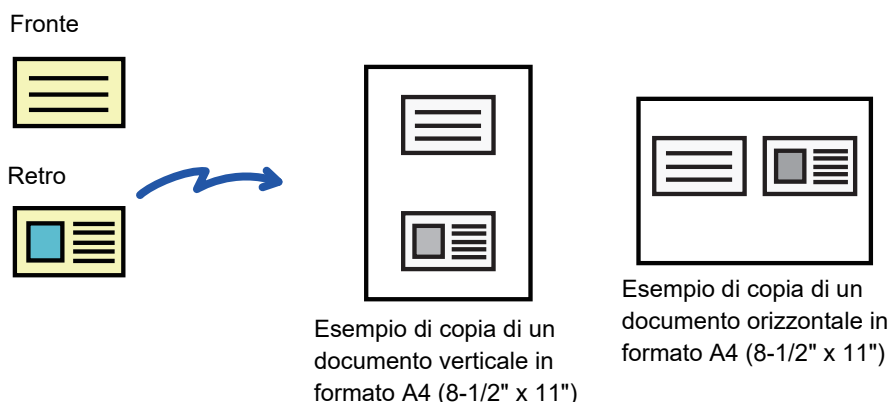 Fronte
Retro
Esempio di copia di un
documento verticale in
formato A4 (8-1/2" x 11")
Esempio di copia di un
documento orizzontale in
formato A4 (8-1/2" x 11")